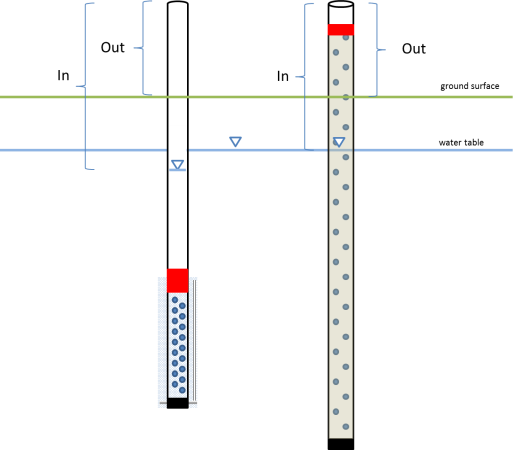 Out
In
Out
In
ground surface
water table